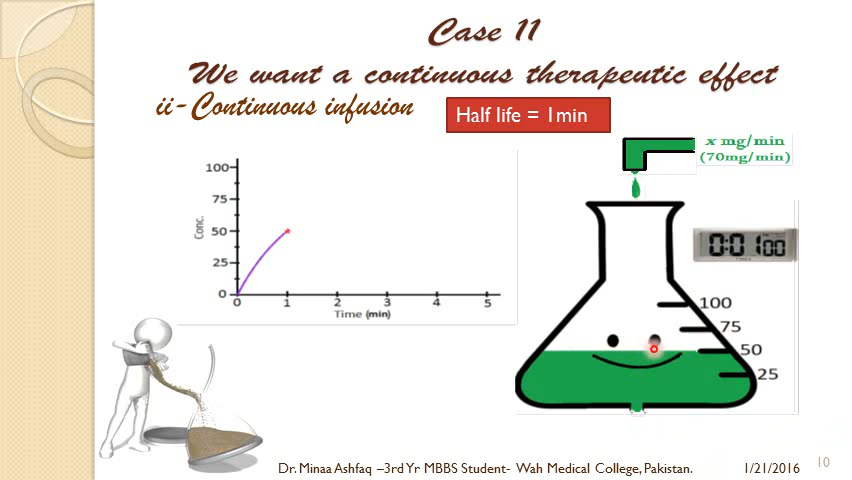 Case 11
We want a continuous therapeutic effect
ii-Continuous infusion
Half life = 1min
x mg/min
(70mg/min)
100
75
50
25
0
Conc.
0 1 2 3 4 5
Time (min)
0:0100
100
75
50
25
Dr. Minaa Ashfaq –3rd Yr MBBS Student- Wah Medical College, Pakistan.
1/21/2016
10